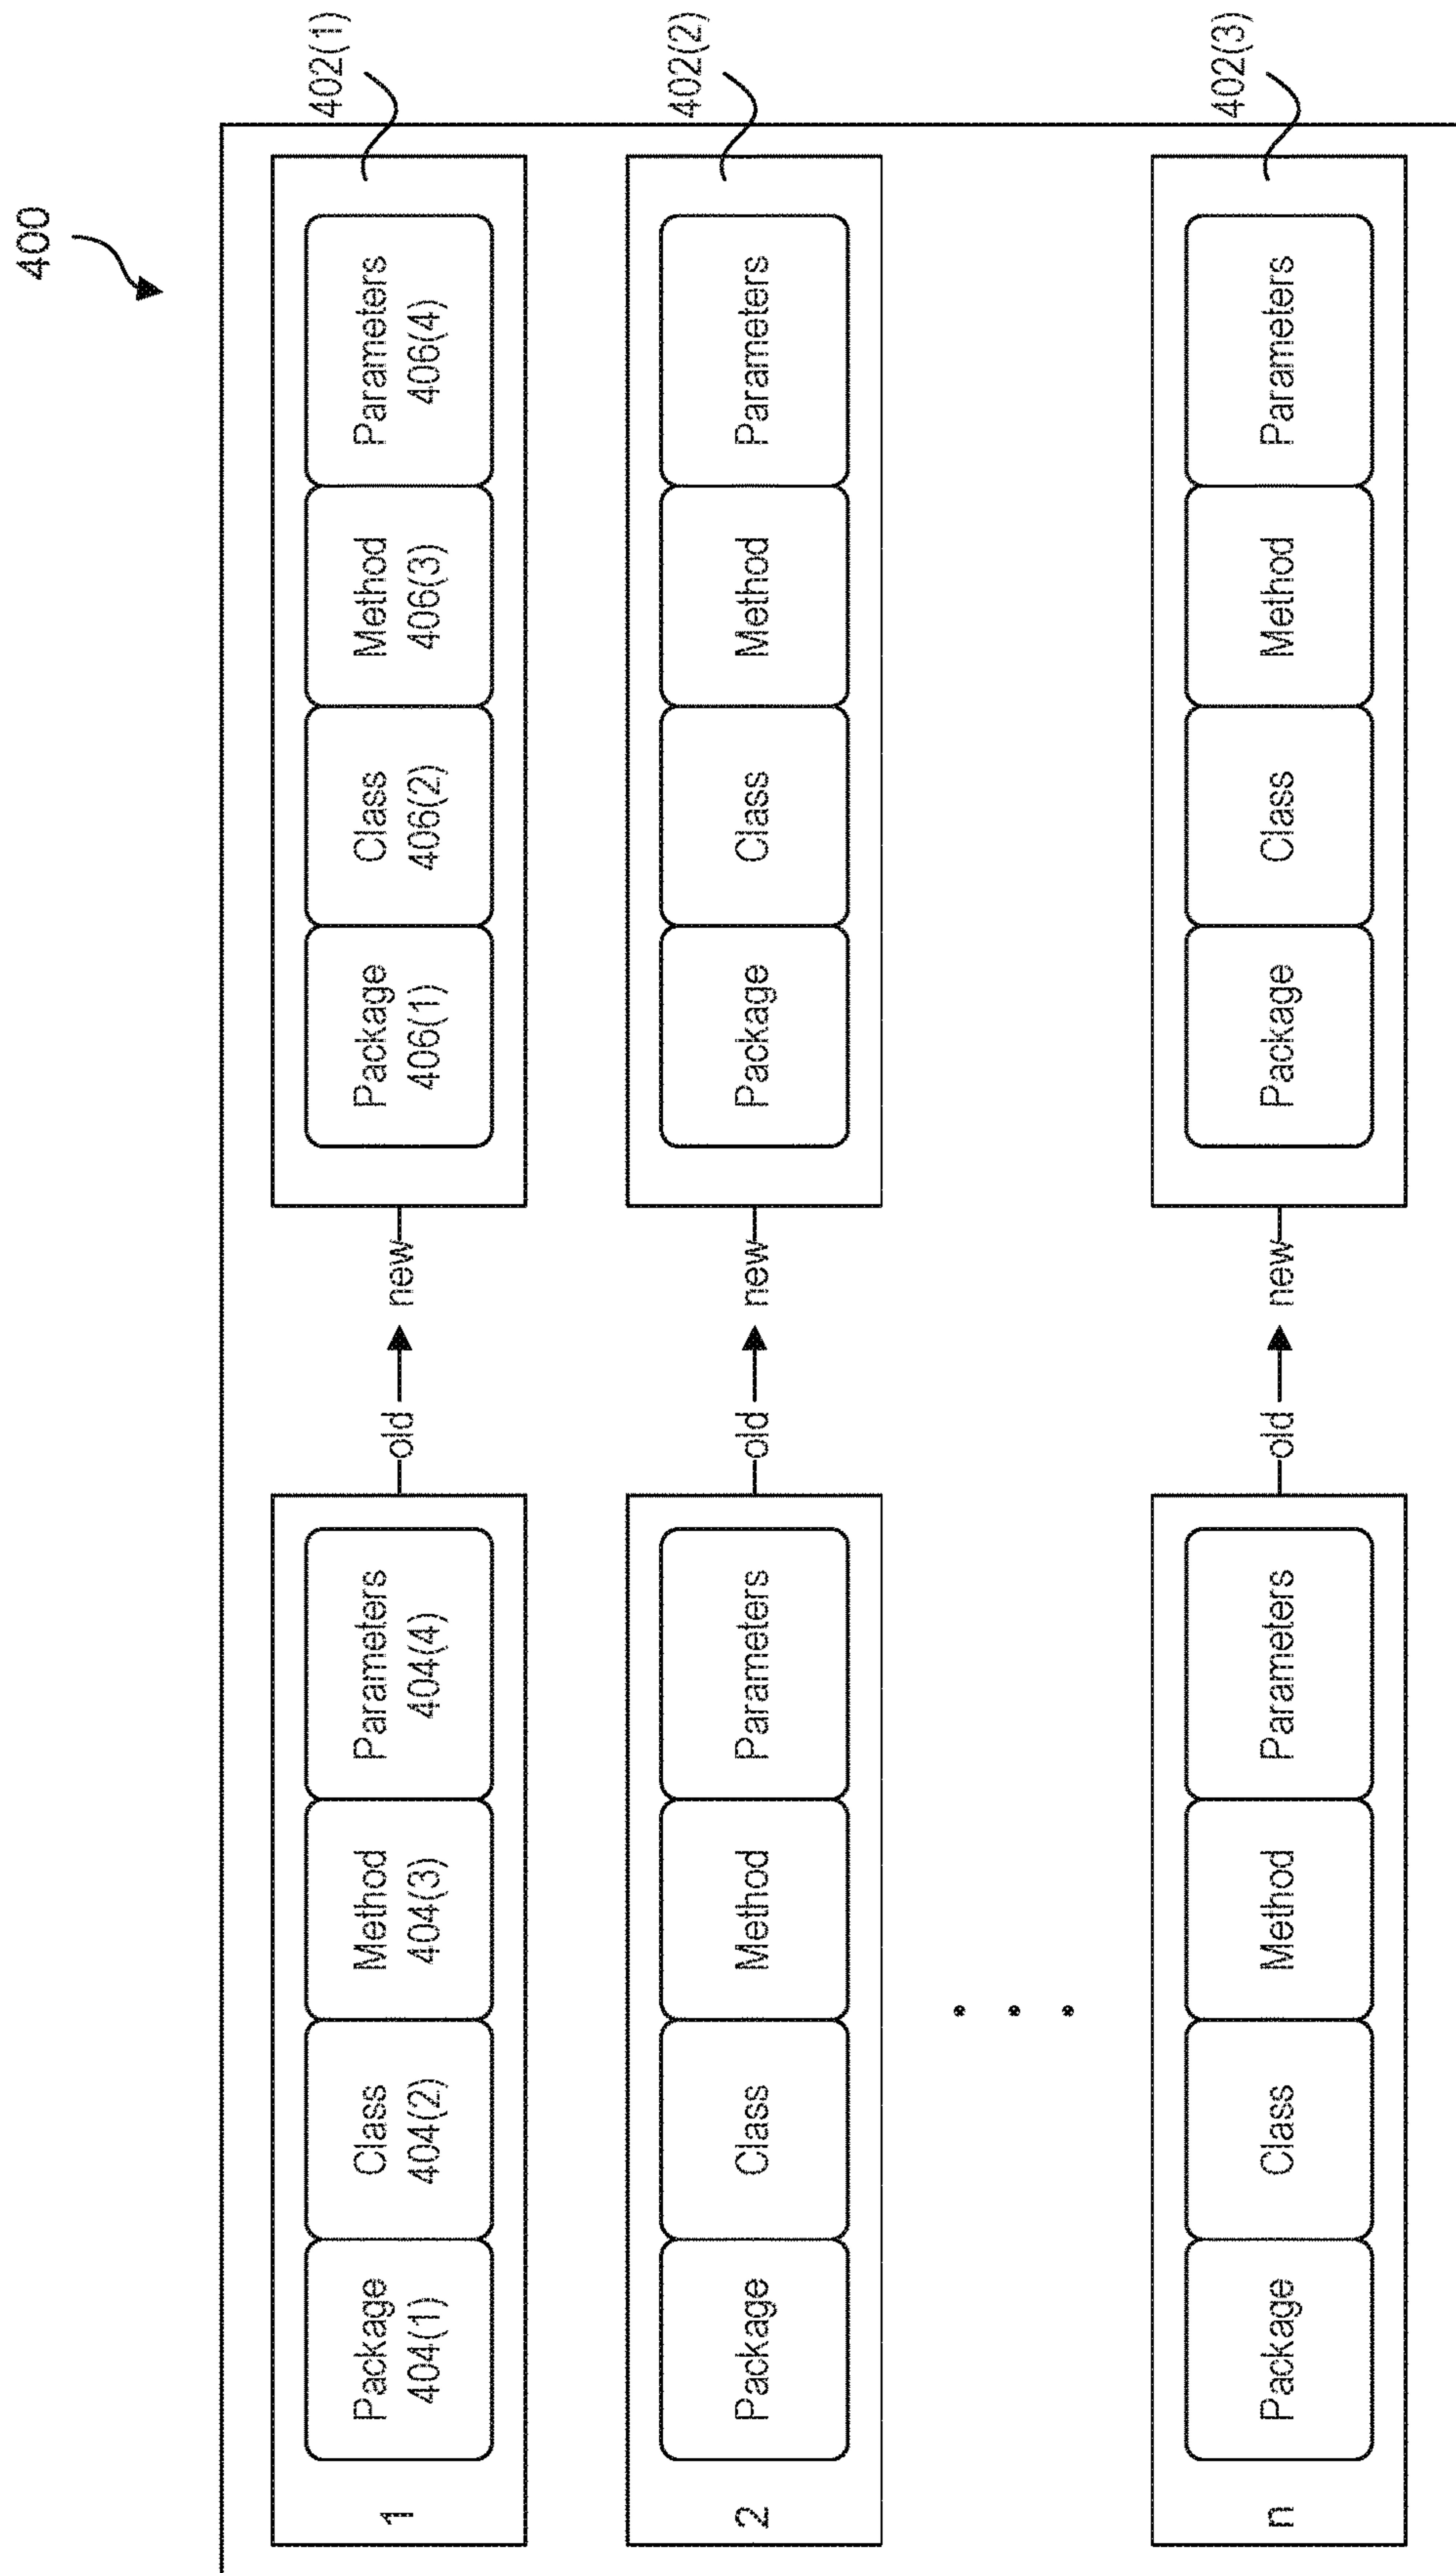 400
1
Package
404(1)
Class
404(2)
Method
404(3)
Parameters
404(4)
old
new
Package
406(1)
Class
406(2)
Method
406(3)
Parameters
406(4)
402(1)
2
Package
Class
Method
Parameters
old
new
Package
Class
Method
Parameters
402(2)
n
Package
Class
Method
Parameters
old
new
Package
Class
Method
Parameters
402(3)